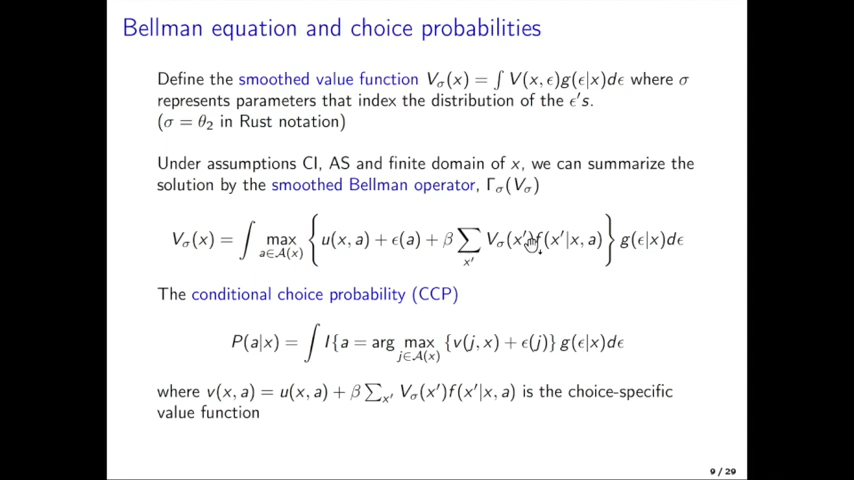 Bellman equation and choice probabilities
Define the smoothed value function V_σ(x) = ∫ V(x, ϵ)g(ϵ|x)dϵ where σ
represents parameters that index the distribution of the ϵ's.
(σ = θ₂ in Rust notation)
Under assumptions CI, AS and finite domain of x, we can summarize the
solution by the smoothed Bellman operator, Γ_σ(V_σ)
V_σ(x) = ∫ max_{a∈𝒜(x)} { u(x, a) + ϵ(a) + β ∑_{x′} V_σ(x′)f(x′|x, a) } g(ϵ|x)dϵ
The conditional choice probability (CCP)
P(a|x) = ∫ I{a = arg max_{j∈𝒜(x)} {v(j, x) + ϵ(j)} g(ϵ|x)dϵ
where v(x, a) = u(x, a) + β ∑_{x′} V_σ(x′)f(x′|x, a) is the choice-specific
value function
9 / 29